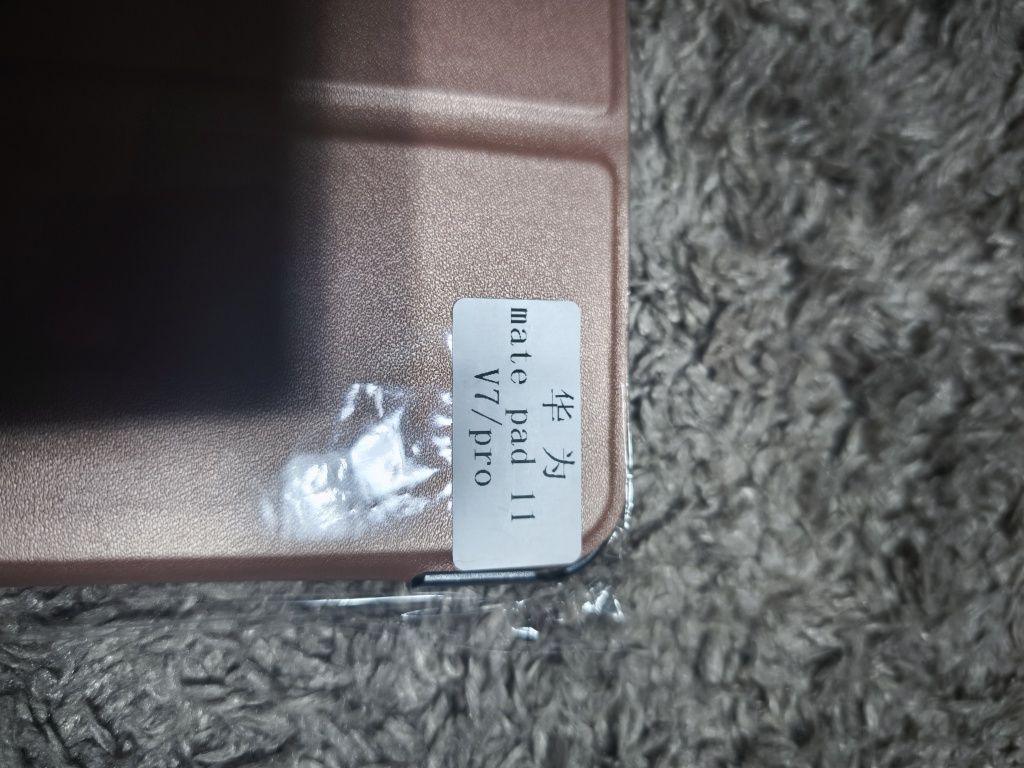 华为
mate pad 11
V7/pro